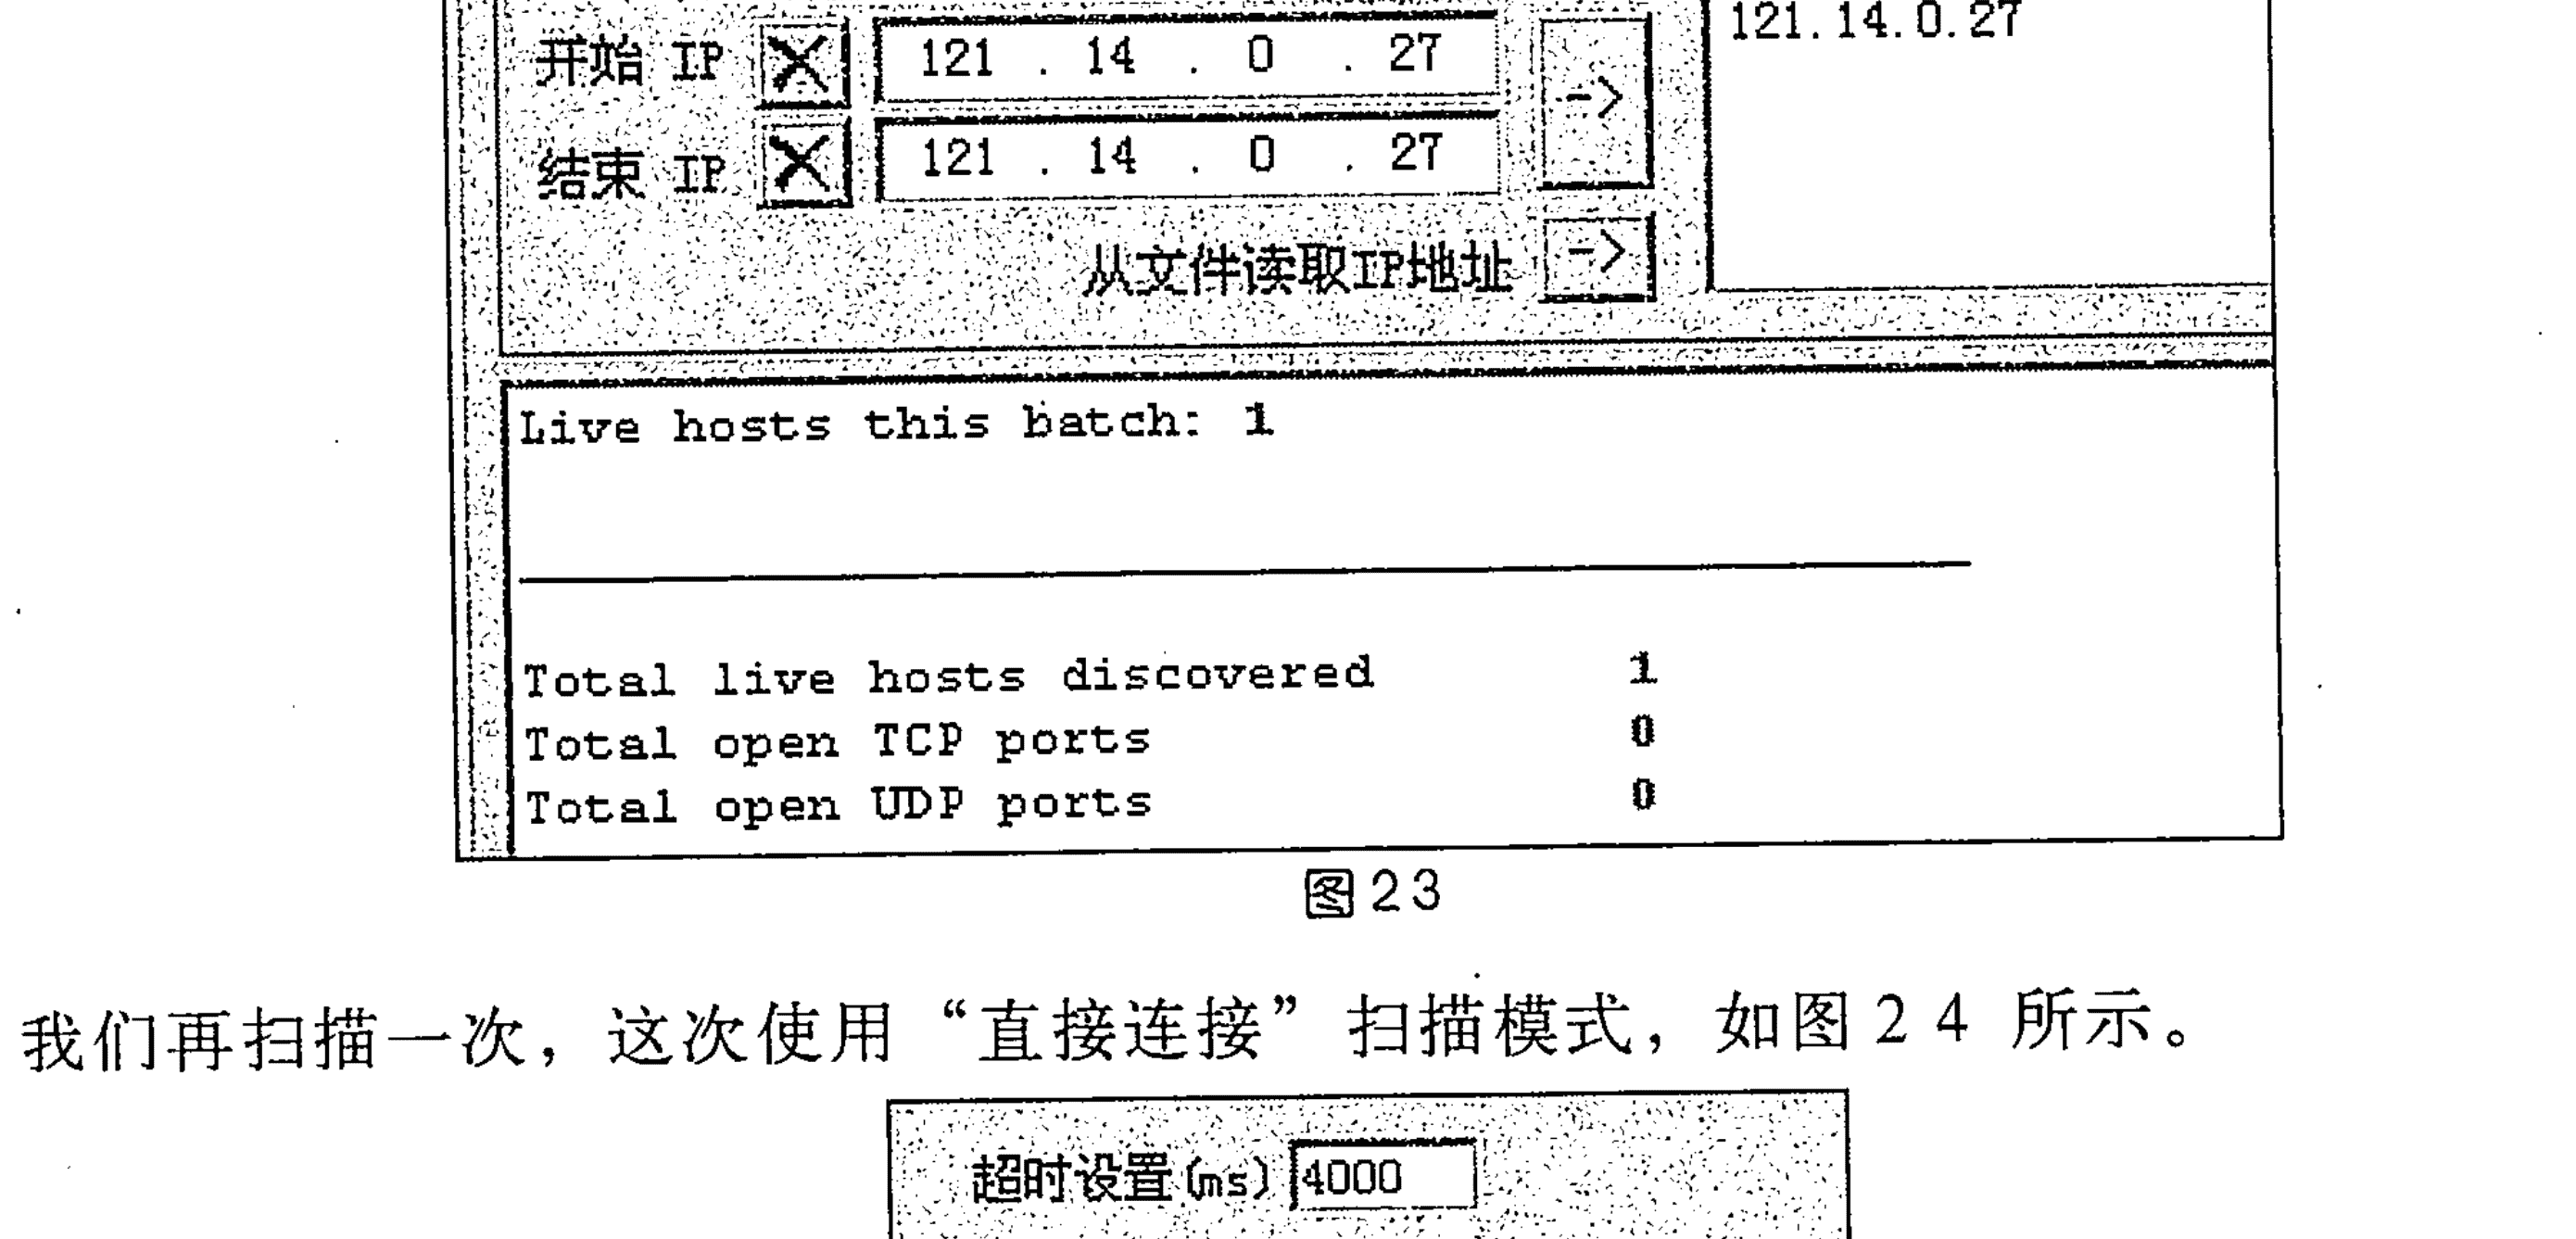 121.14.0.27
开始 IP 121 . 14 . 0 . 27 ->
结束 IP 121 . 14 . 0 . 27
从文件读取IP地址 ->
Live hosts this batch: 1
Total live hosts discovered 1
Total open TCP ports 0
Total open UDP ports 0
图23
我们再扫描一次，这次使用“直接连接”扫描模式，如图24 所示。
超时设置(ms) 4000